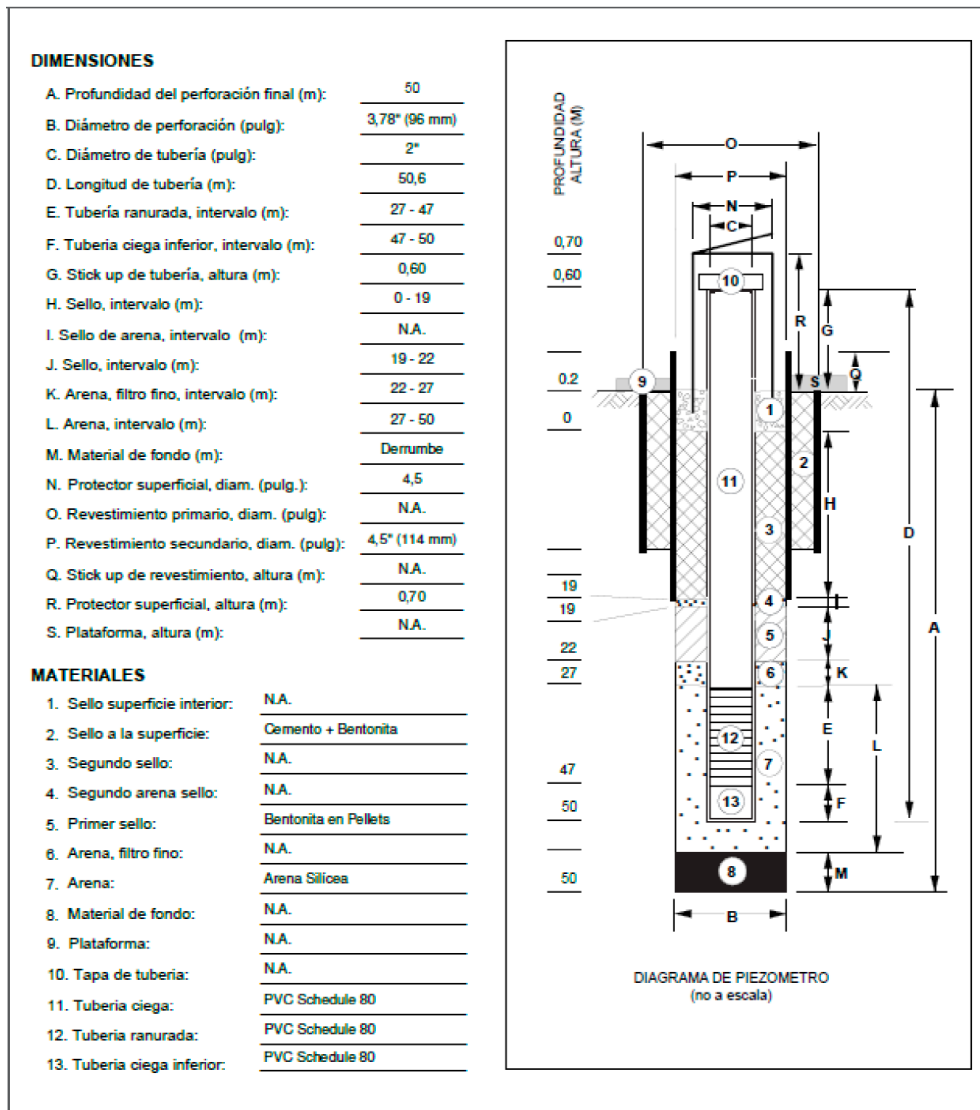 DIMENSIONES
A. Profundidad del perforación final (m): 50
B. Diámetro de perforación (pulg): 3,78" (96 mm)
C. Diámetro de tubería (pulg): 2"
D. Longitud de tubería (m): 50,6
E. Tubería ranurada, intervalo (m): 27 - 47
F. Tuberia ciega inferior, intervalo (m): 47 - 50
G. Stick up de tubería, altura (m): 0,60
H. Sello, intervalo (m): 0 - 19
I. Sello de arena, intervalo (m): N.A.
J. Sello, intervalo (m): 19 - 22
K. Arena, filtro fino, intervalo (m): 22 - 27
L. Arena, intervalo (m): 27 - 50
M. Material de fondo (m): Derrumbe
N. Protector superficial, diam. (pulg.): 4,5
O. Revestimiento primario, diam. (pulg): N.A.
P. Revestimiento secundario, diam. (pulg): 4,5" (114 mm)
Q. Stick up de revestimiento, altura (m): N.A.
R. Protector superficial, altura (m): 0,70
S. Plataforma, altura (m): N.A.
MATERIALES
1. Sello superficie interior: N.A.
2. Sello a la superficie: Cemento + Bentonita
3. Segundo sello: N.A.
4. Segundo arena sello: N.A.
5. Primer sello: Bentonita en Pellets
6. Arena, filtro fino: N.A.
7. Arena: Arena Silícea
8. Material de fondo: N.A.
9. Plataforma: N.A.
10. Tapa de tuberia: N.A.
11. Tuberia ciega: PVC Schedule 80
12. Tuberia ranurada: PVC Schedule 80
13. Tuberia ciega inferior: PVC Schedule 80
PROFUNDIDAD
ALTURA (M)
O
P
N
C
0,70
0,60
10
R
G
Q
0.2
9
S
1
0
2
11
H
3
D
19
4
I
19
A
5
J
22
27
6
K
E
12
L
47
7
50
13
F
8
M
50
B
DIAGRAMA DE PIEZOMETRO
(no a escala)